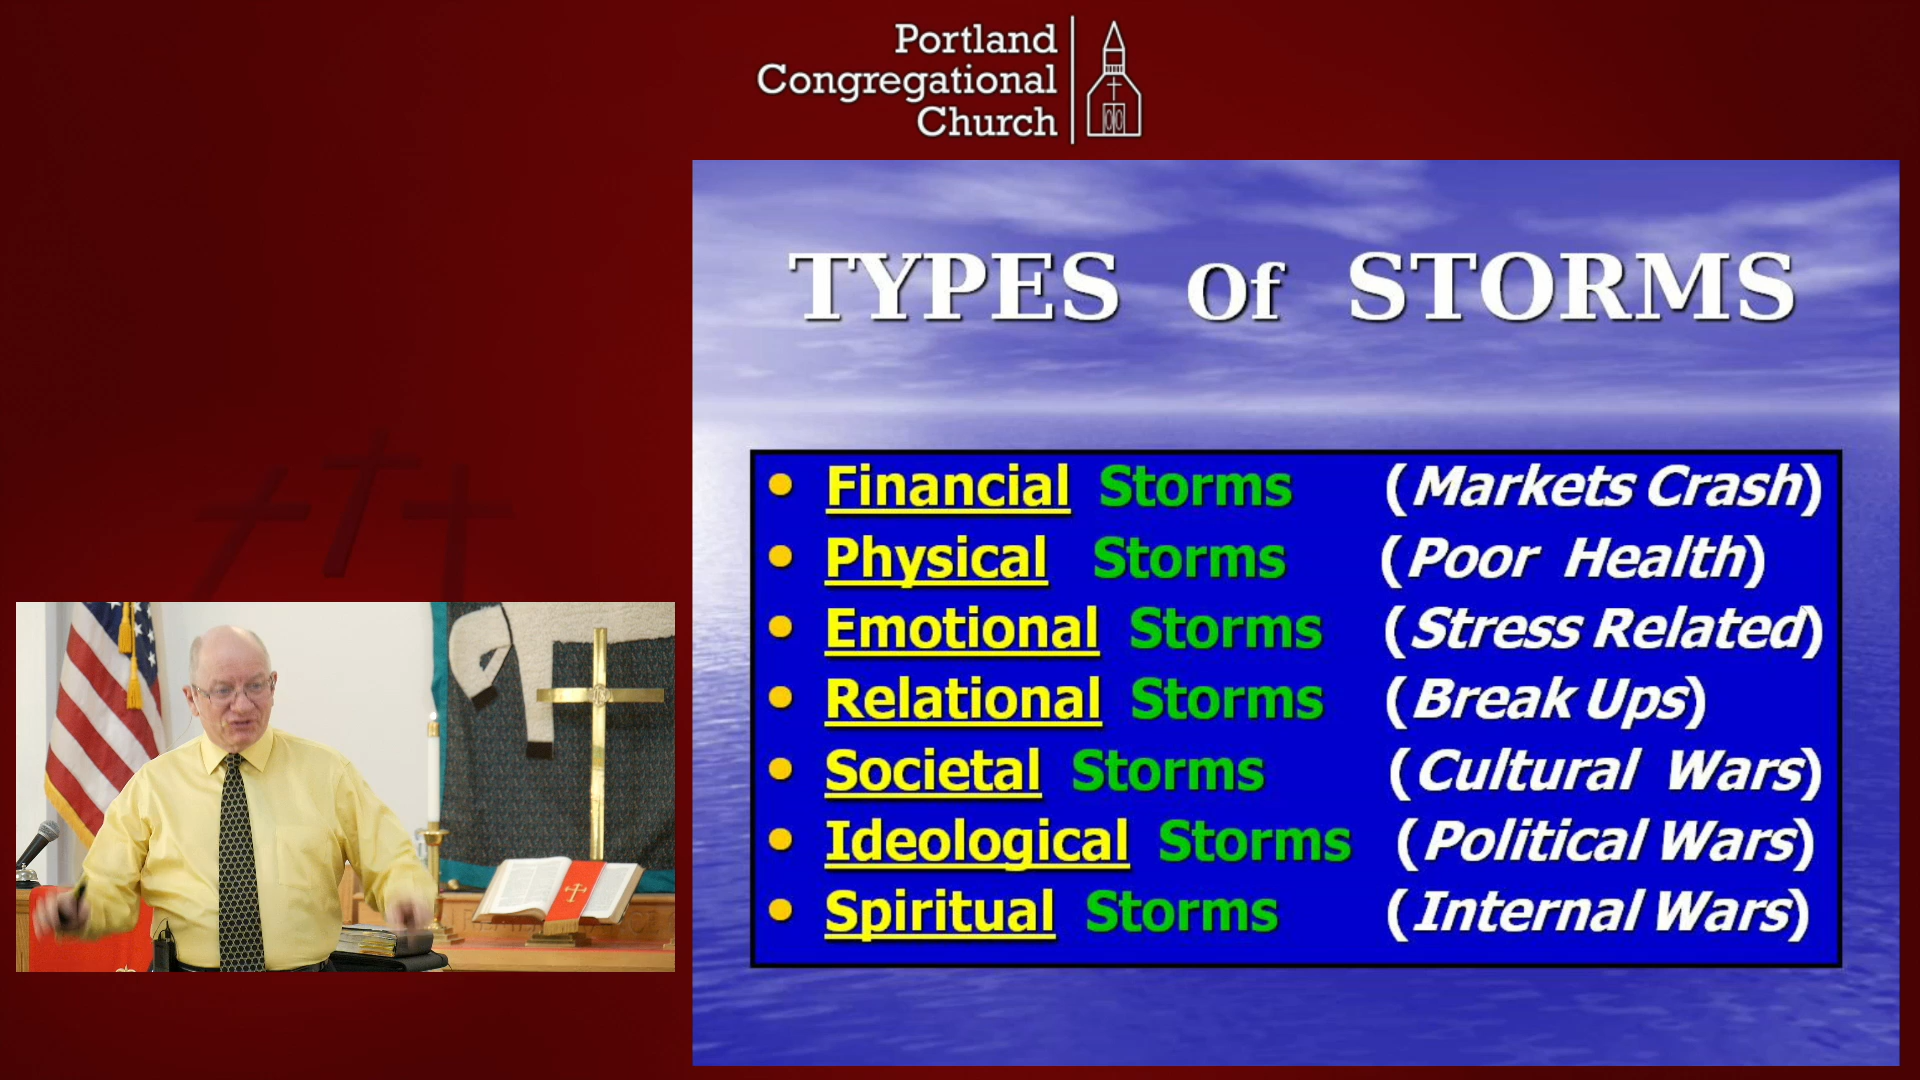 Portland
Congregational
Church
TYPES Of STORMS
• Financial Storms (Markets Crash)
• Physical Storms (Poor Health)
• Emotional Storms (Stress Related)
• Relational Storms (Break Ups)
• Societal Storms (Cultural Wars)
• Ideological Storms (Political Wars)
• Spiritual Storms (Internal Wars)